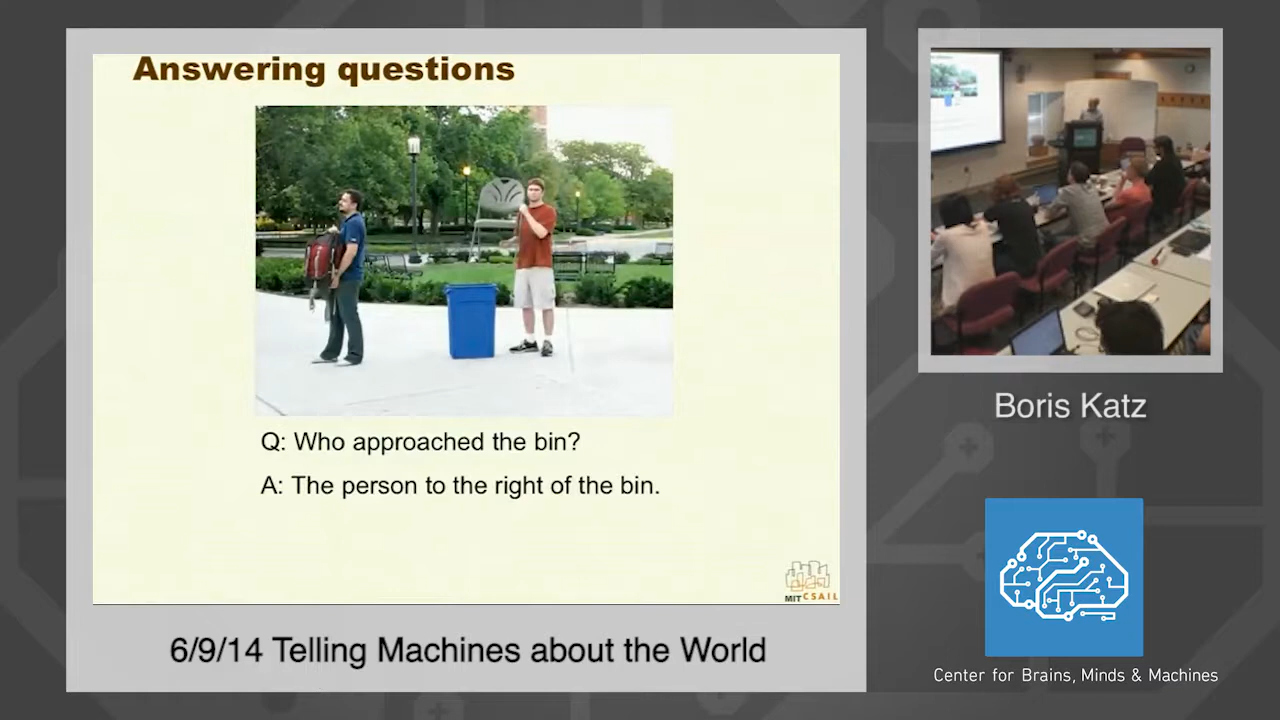 Answering questions
Q: Who approached the bin?
A: The person to the right of the bin.
MIT CSAIL
6/9/14 Telling Machines about the World
Boris Katz
Center for Brains, Minds & Machines